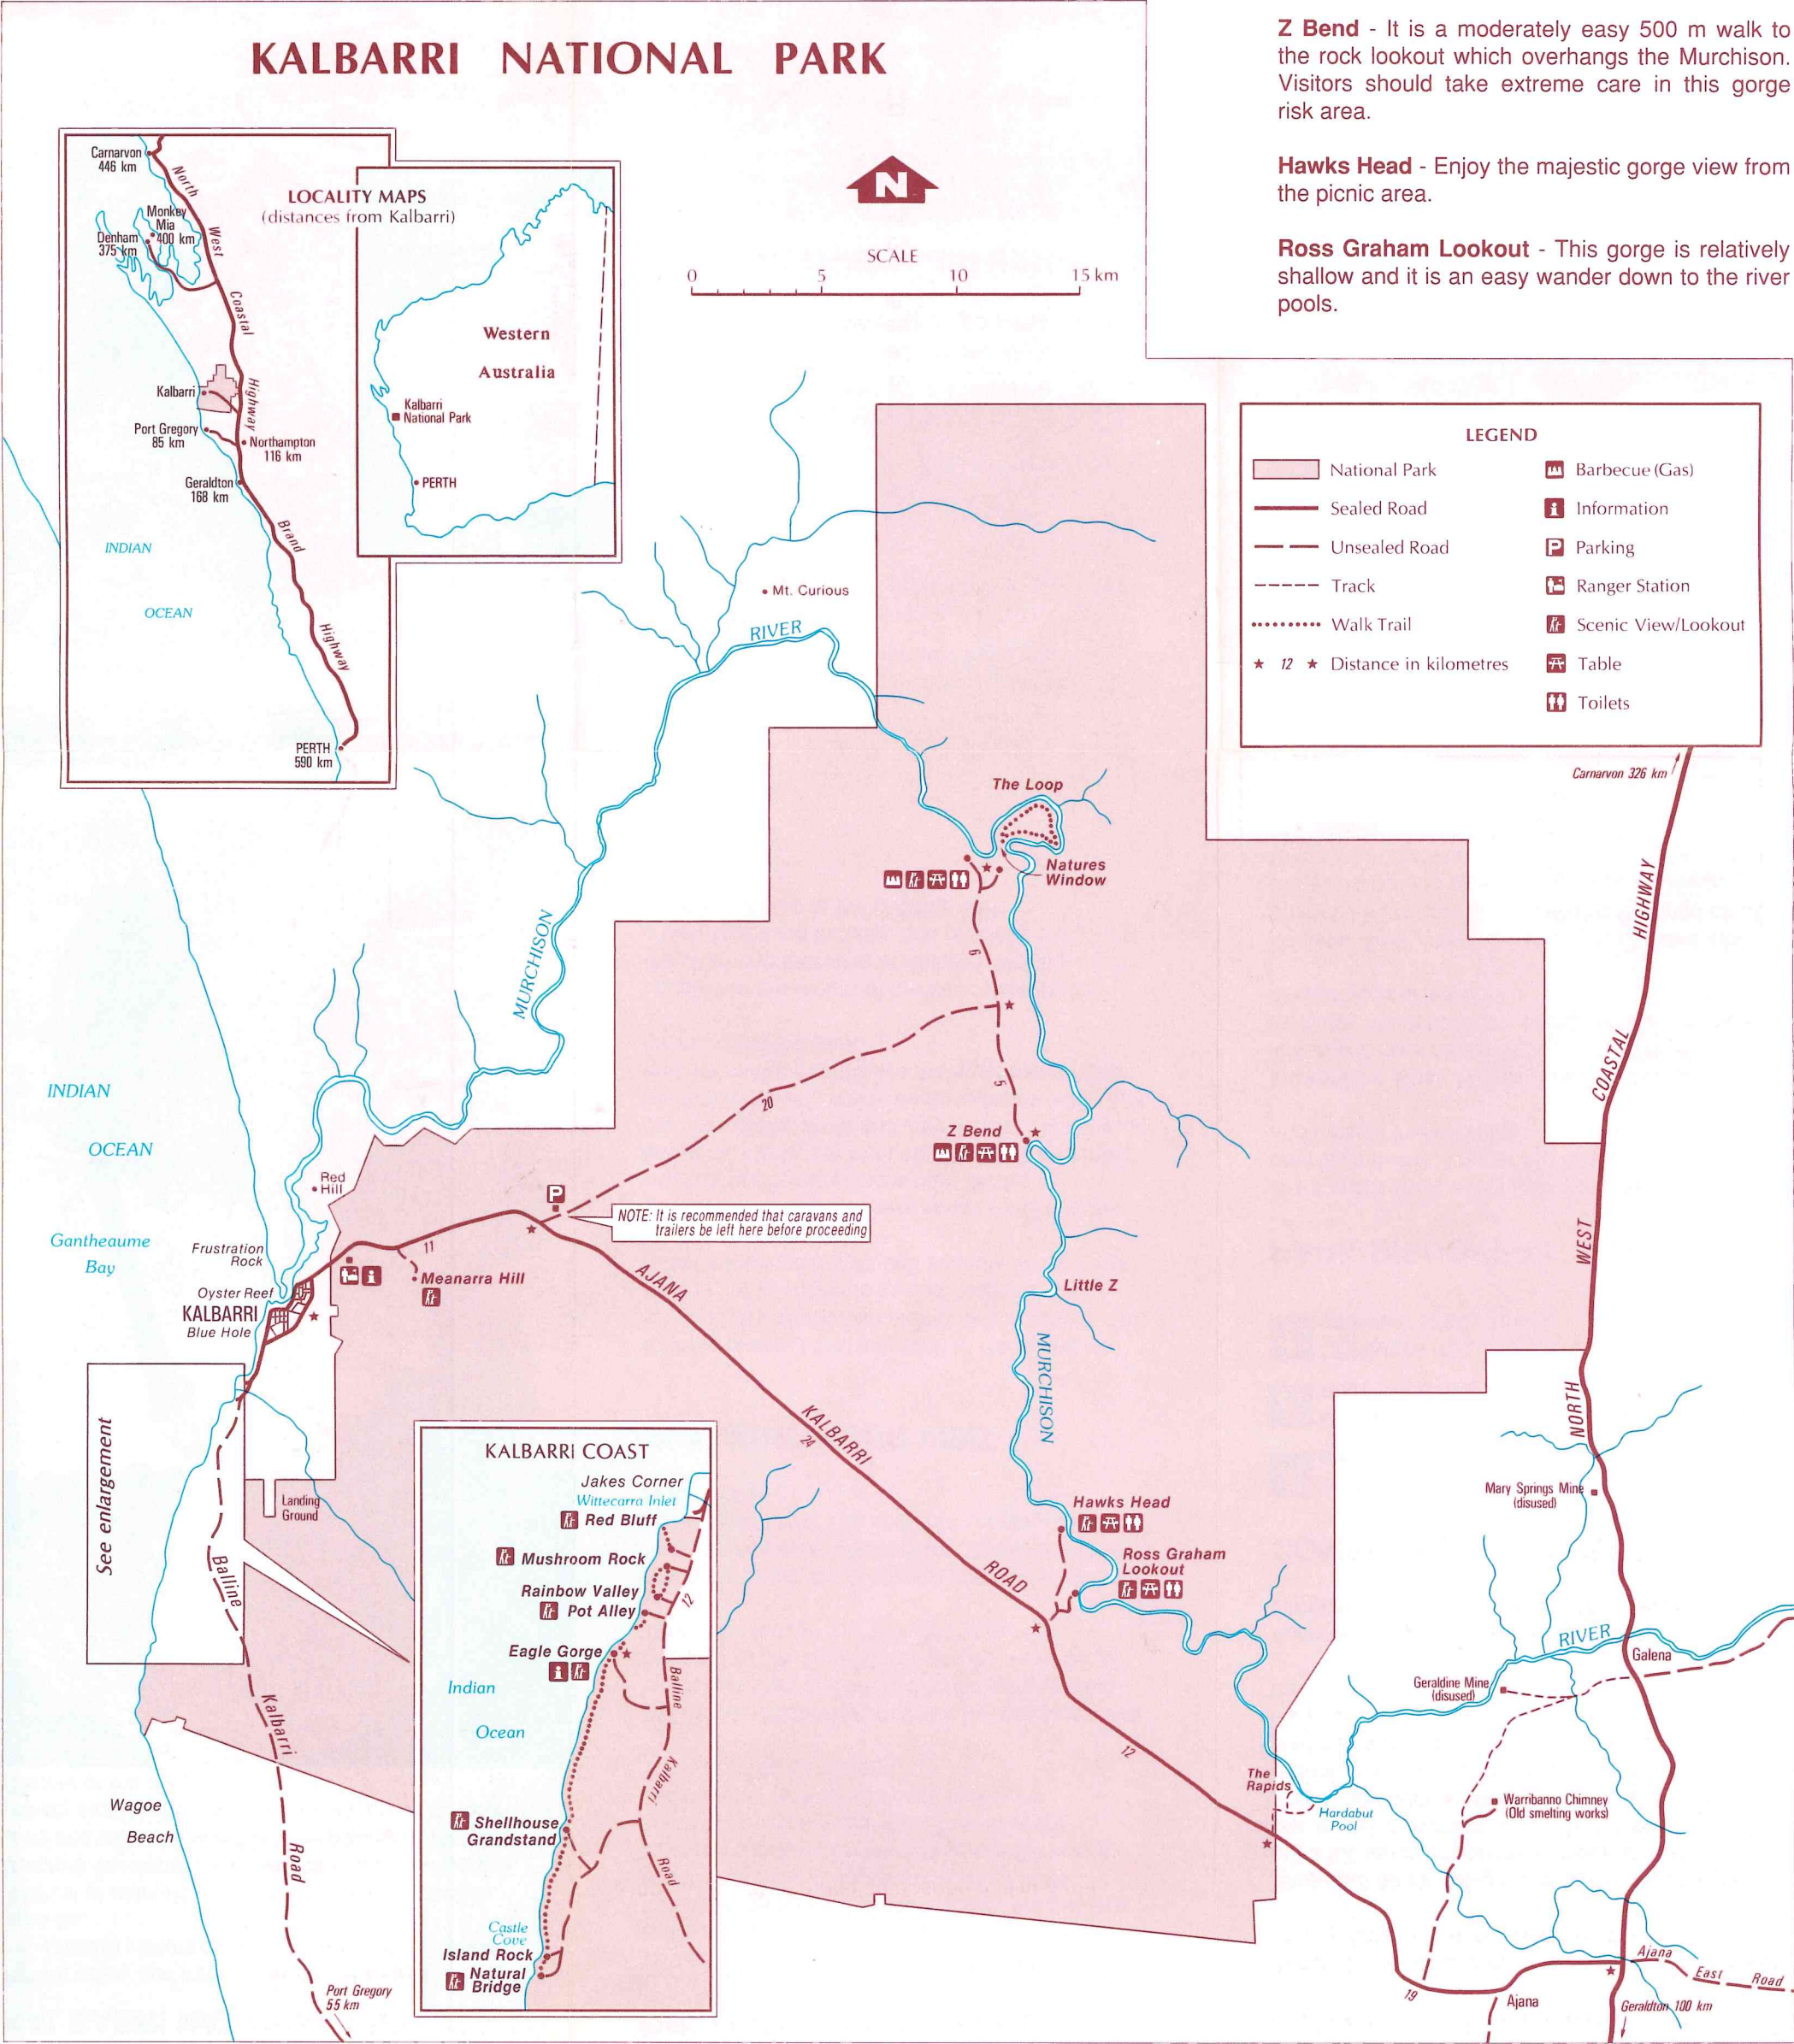 KALBARRI NATIONAL PARK
Z Bend - It is a moderately easy 500 m walk to
the rock lookout which overhangs the Murchison.
Visitors should take extreme care in this gorge
risk area.
Hawks Head - Enjoy the majestic gorge view from
the picnic area.
Ross Graham Lookout - This gorge is relatively
shallow and it is an easy wander down to the river
pools.
LOCALITY MAPS
(distances from Kalbarri)
Carnarvon
446 km
North
West
Coastal
Highway
Monkey
Mia
400 km
Denham
375 km
Kalbarri
Port Gregory
85 km
Northampton
116 km
Geraldton
168 km
Brand
Highway
INDIAN
OCEAN
PERTH
590 km
Western
Australia
Kalbarri
National Park
PERTH
N
SCALE
0 5 10 15 km
LEGEND
National Park
Sealed Road
Unsealed Road
Track
Walk Trail
12 Distance in kilometres
Barbecue (Gas)
Information
P Parking
Ranger Station
Scenic View/Lookout
Table
Toilets
Carnarvon 326 km
Mt. Curious
RIVER
The Loop
Natures
Window
6
5
20
MURCHISON
HIGHWAY
COASTAL
WEST
NORTH
INDIAN
OCEAN
Z Bend
Red
Hill
P
NOTE: It is recommended that caravans and
trailers be left here before proceeding
Gantheaume
Bay
Frustration
Rock
11
Meanarra Hill
Oyster Reef
KALBARRI
Blue Hole
Little Z
AJANA
KALBARRI
24
ROAD
MURCHISON
See enlargement
Landing
Ground
Balline
Kalbarri
Road
Hawks Head
Ross Graham
Lookout
Mary Springs Mine
(disused)
RIVER
Galena
Geraldine Mine
(disused)
12
The
Rapids
Hardabut
Pool
Warribanno Chimney
(Old smelting works)
Wagoe
Beach
Port Gregory
55 km
KALBARRI COAST
Jakes Corner
Wittecarra Inlet
Red Bluff
Mushroom Rock
Rainbow Valley
Pot Alley
12
Eagle Gorge
Balline
Kalbarri
Road
Indian
Ocean
Shellhouse
Grandstand
Castle
Cove
Island Rock
Natural
Bridge
19
Ajana
Ajana
East Road
Geraldton 100 km